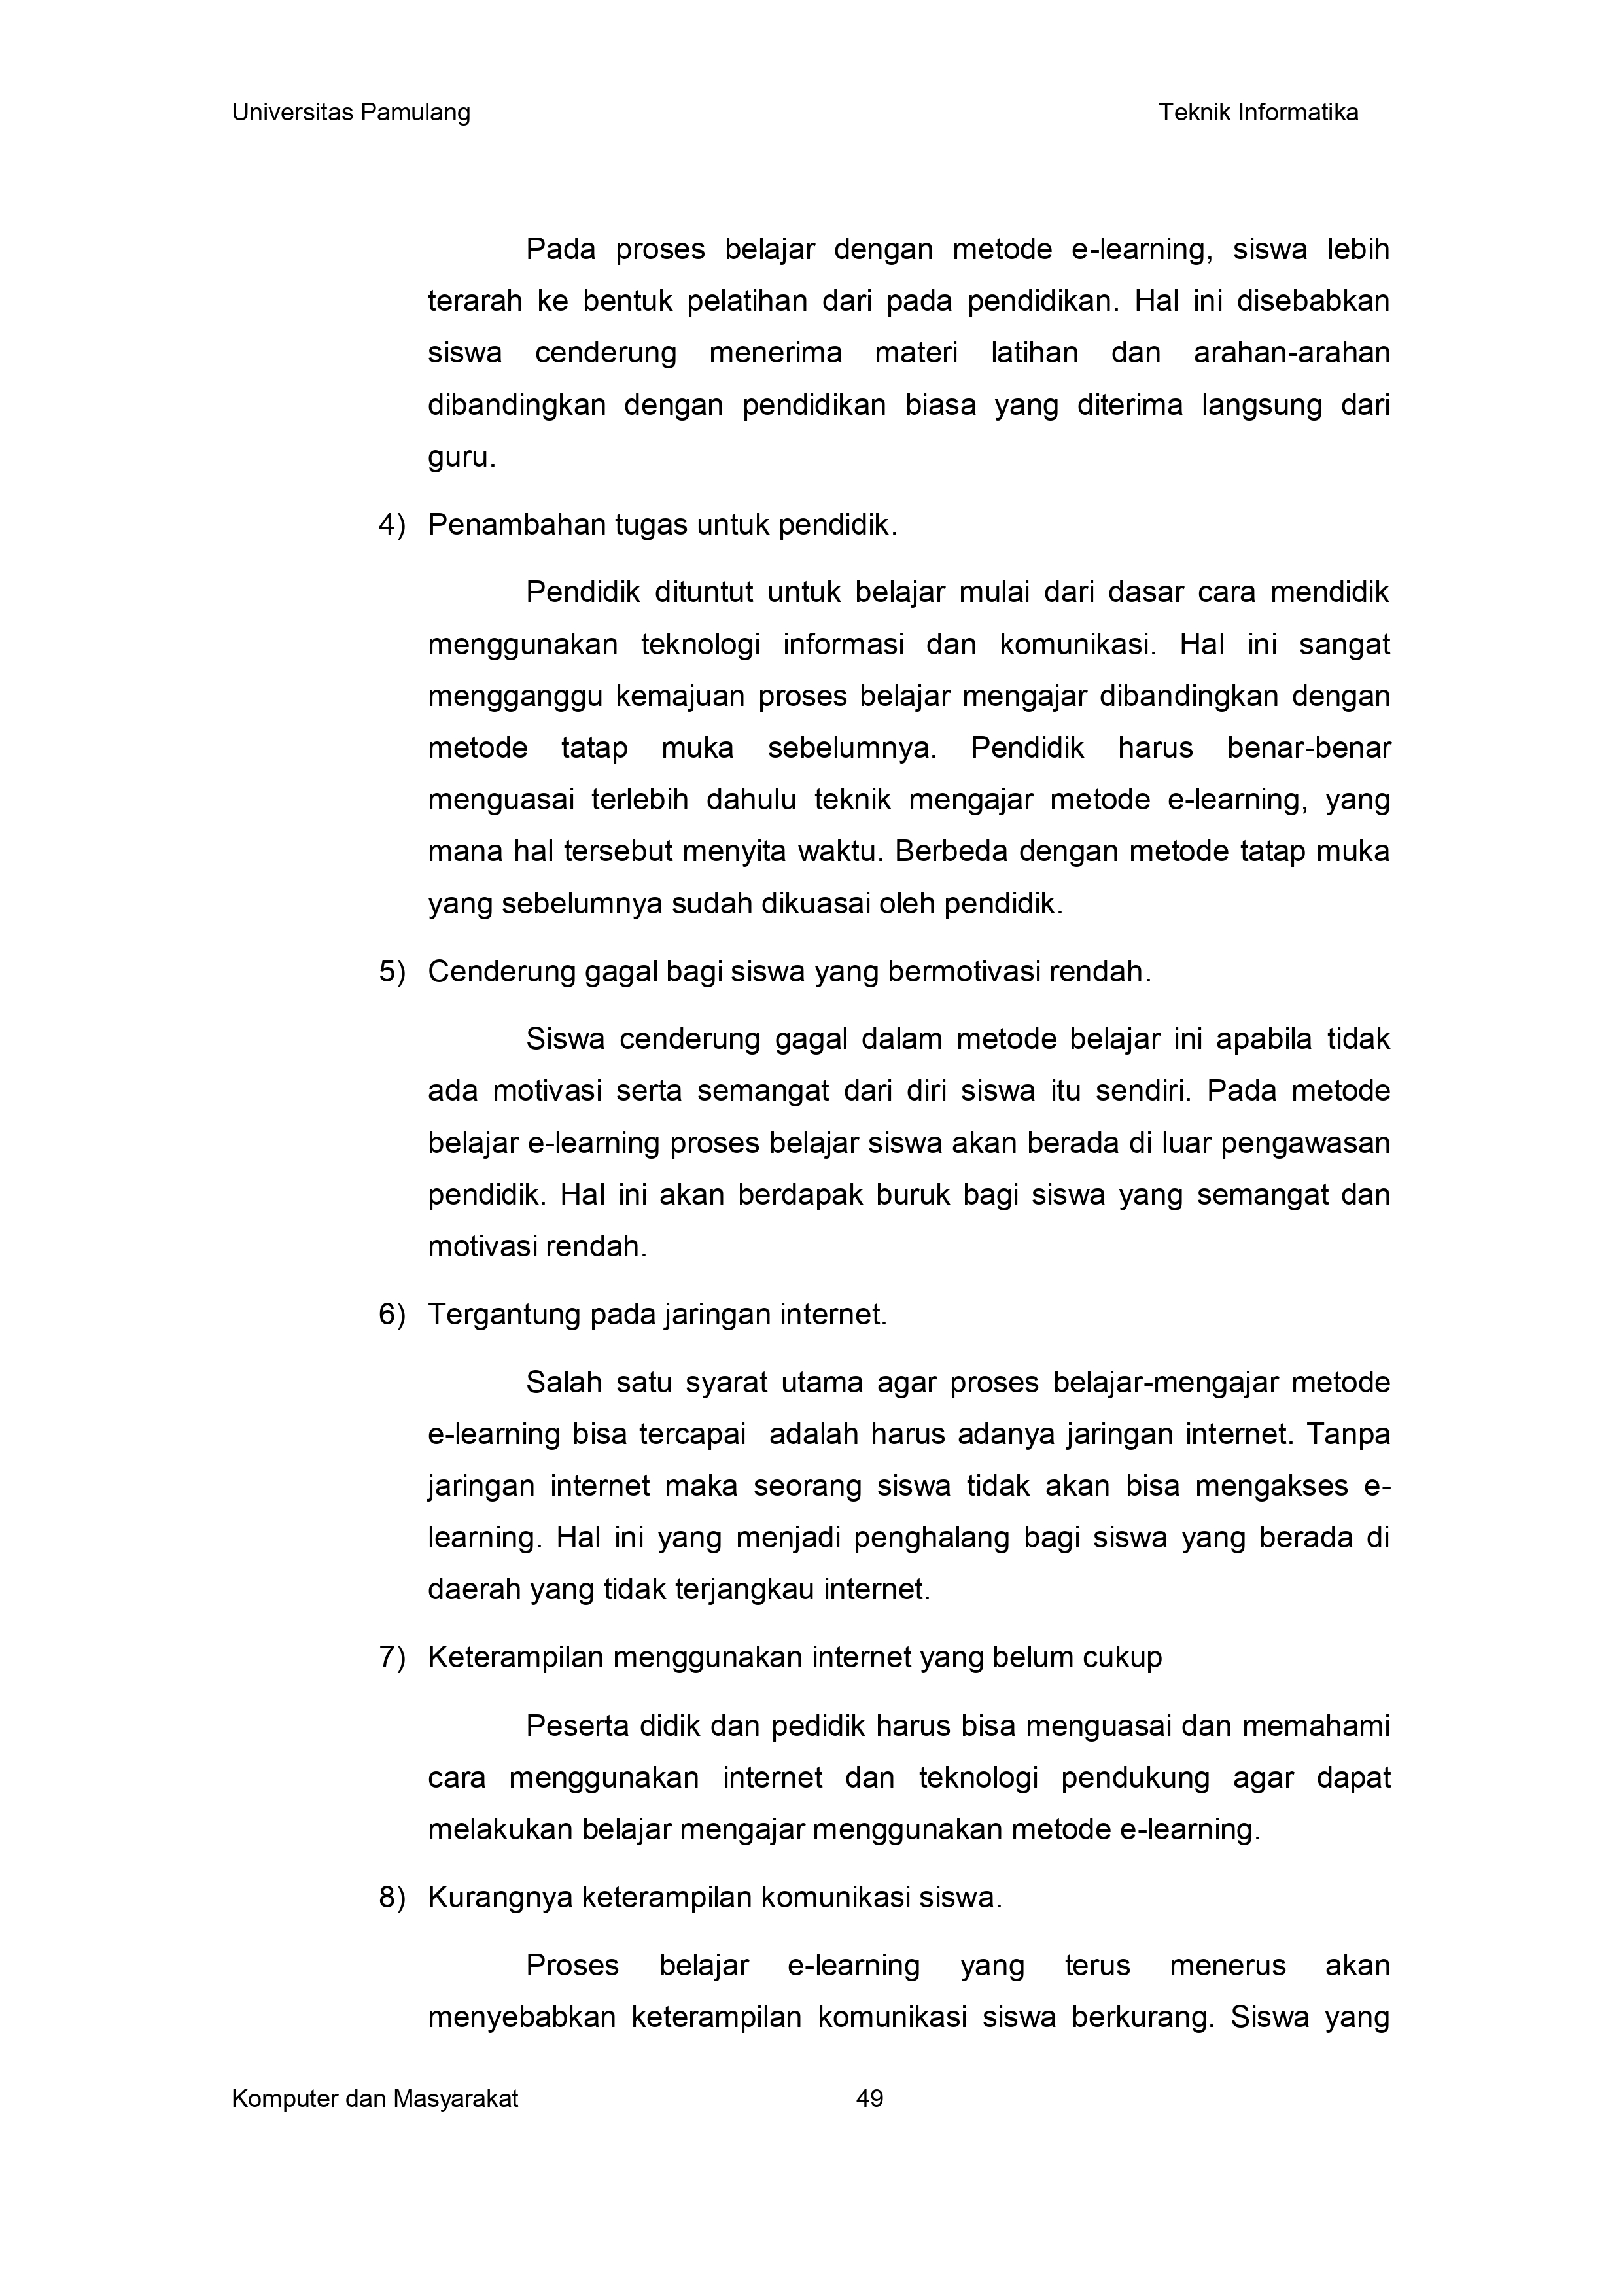 Universitas Pamulang Teknik Informatika
Pada proses belajar dengan metode e-learning, siswa lebih
terarah ke bentuk pelatihan dari pada pendidikan. Hal ini disebabkan
siswa cenderung menerima materi latihan dan arahan-arahan
dibandingkan dengan pendidikan biasa yang diterima langsung dari
guru.
4) Penambahan tugas untuk pendidik.
Pendidik dituntut untuk belajar mulai dari dasar cara mendidik
menggunakan teknologi informasi dan komunikasi. Hal ini sangat
mengganggu kemajuan proses belajar mengajar dibandingkan dengan
metode tatap muka sebelumnya. Pendidik harus benar-benar
menguasai terlebih dahulu teknik mengajar metode e-learning, yang
mana hal tersebut menyita waktu. Berbeda dengan metode tatap muka
yang sebelumnya sudah dikuasai oleh pendidik.
5) Cenderung gagal bagi siswa yang bermotivasi rendah.
Siswa cenderung gagal dalam metode belajar ini apabila tidak
ada motivasi serta semangat dari diri siswa itu sendiri. Pada metode
belajar e-learning proses belajar siswa akan berada di luar pengawasan
pendidik. Hal ini akan berdapak buruk bagi siswa yang semangat dan
motivasi rendah.
6) Tergantung pada jaringan internet.
Salah satu syarat utama agar proses belajar-mengajar metode
e-learning bisa tercapai adalah harus adanya jaringan internet. Tanpa
jaringan internet maka seorang siswa tidak akan bisa mengakses e-
learning. Hal ini yang menjadi penghalang bagi siswa yang berada di
daerah yang tidak terjangkau internet.
7) Keterampilan menggunakan internet yang belum cukup
Peserta didik dan pedidik harus bisa menguasai dan memahami
cara menggunakan internet dan teknologi pendukung agar dapat
melakukan belajar mengajar menggunakan metode e-learning.
8) Kurangnya keterampilan komunikasi siswa.
Proses belajar e-learning yang terus menerus akan
menyebabkan keterampilan komunikasi siswa berkurang. Siswa yang
Komputer dan Masyarakat 49